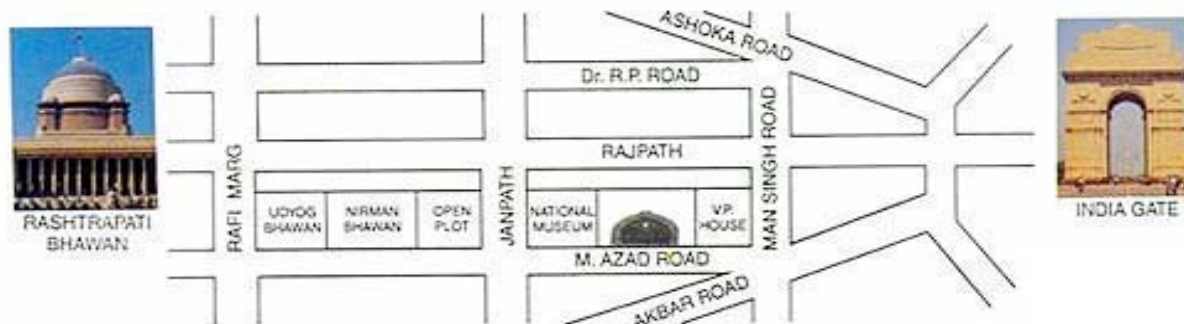 ASHOKA ROAD
Dr. R.P. ROAD
RAJPATH
RAFI MARG
JANPATH
MAN SINGH ROAD
UDYOG
BHAWAN
NIRMAN
BHAWAN
OPEN
PLOT
NATIONAL
MUSEUM
V.P.
HOUSE
M. AZAD ROAD
AKBAR ROAD
RASHTRAPATI
BHAWAN
INDIA GATE